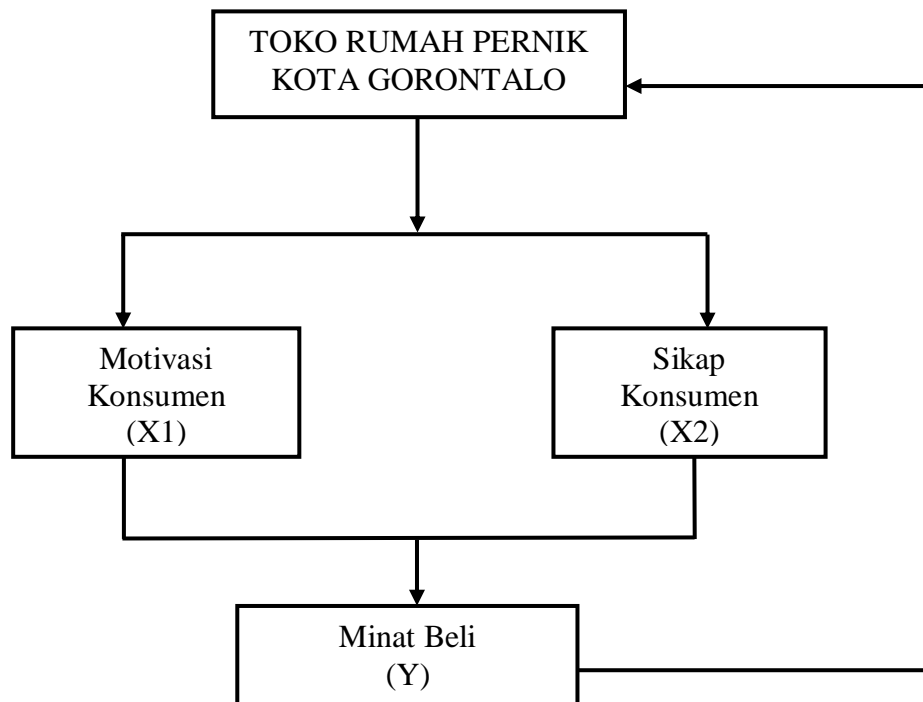 TOKO RUMAH PERNIK
KOTA GORONTALO
Motivasi
Konsumen
(X1)
Sikap
Konsumen
(X2)
Minat Beli
(Y)